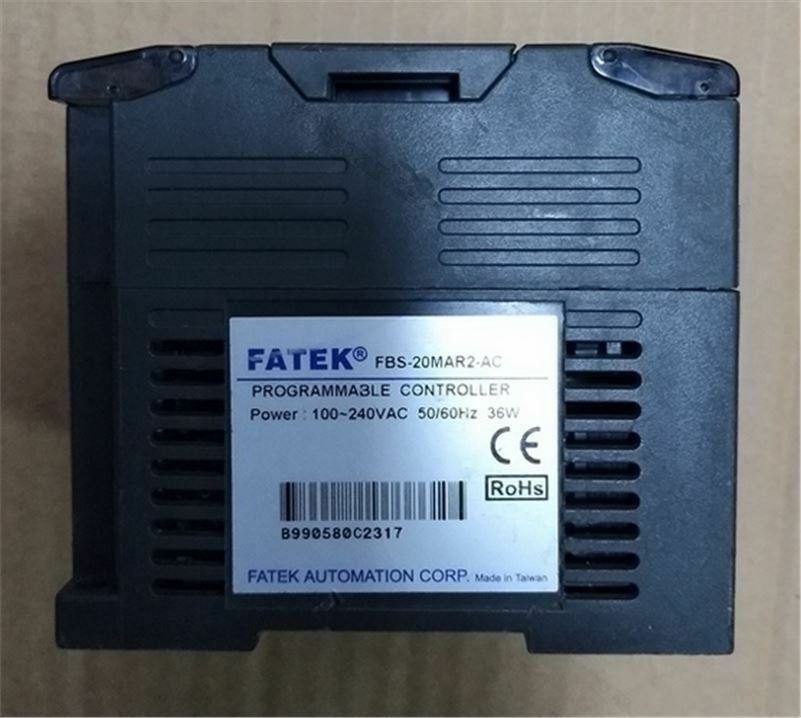 FATEK® FBS-20MAR2-AC
PROGRAMMABLE CONTROLLER
Power : 100~240VAC 50/60Hz 36W
CE
RoHs
B990580C2317
FATEK AUTOMATION CORP. Made in Taiwan